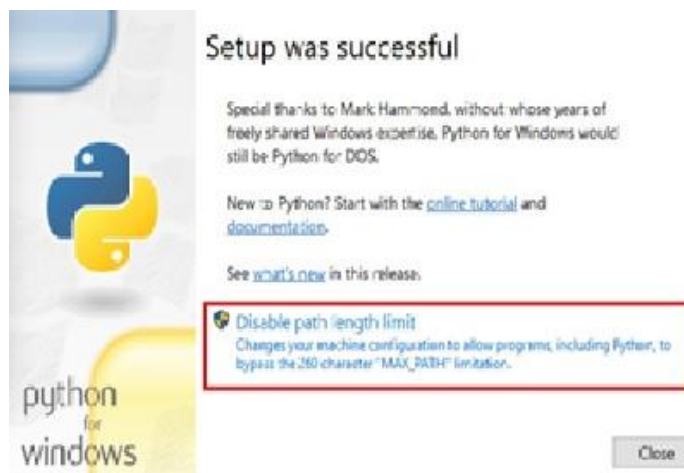 Setup was successful
Special thanks to Mark Hammond, without whose years of
freely shared Windows expertise, Python for Windows would
still be Python for DOS.
New to Python? Start with the online tutorial and
documentation.
See what's new in this release.
Disable path length limit
Changes your machine configuration to allow programs, including Python, to
bypass the 260 character "MAX_PATH" limitation.
python
for
windows
Close